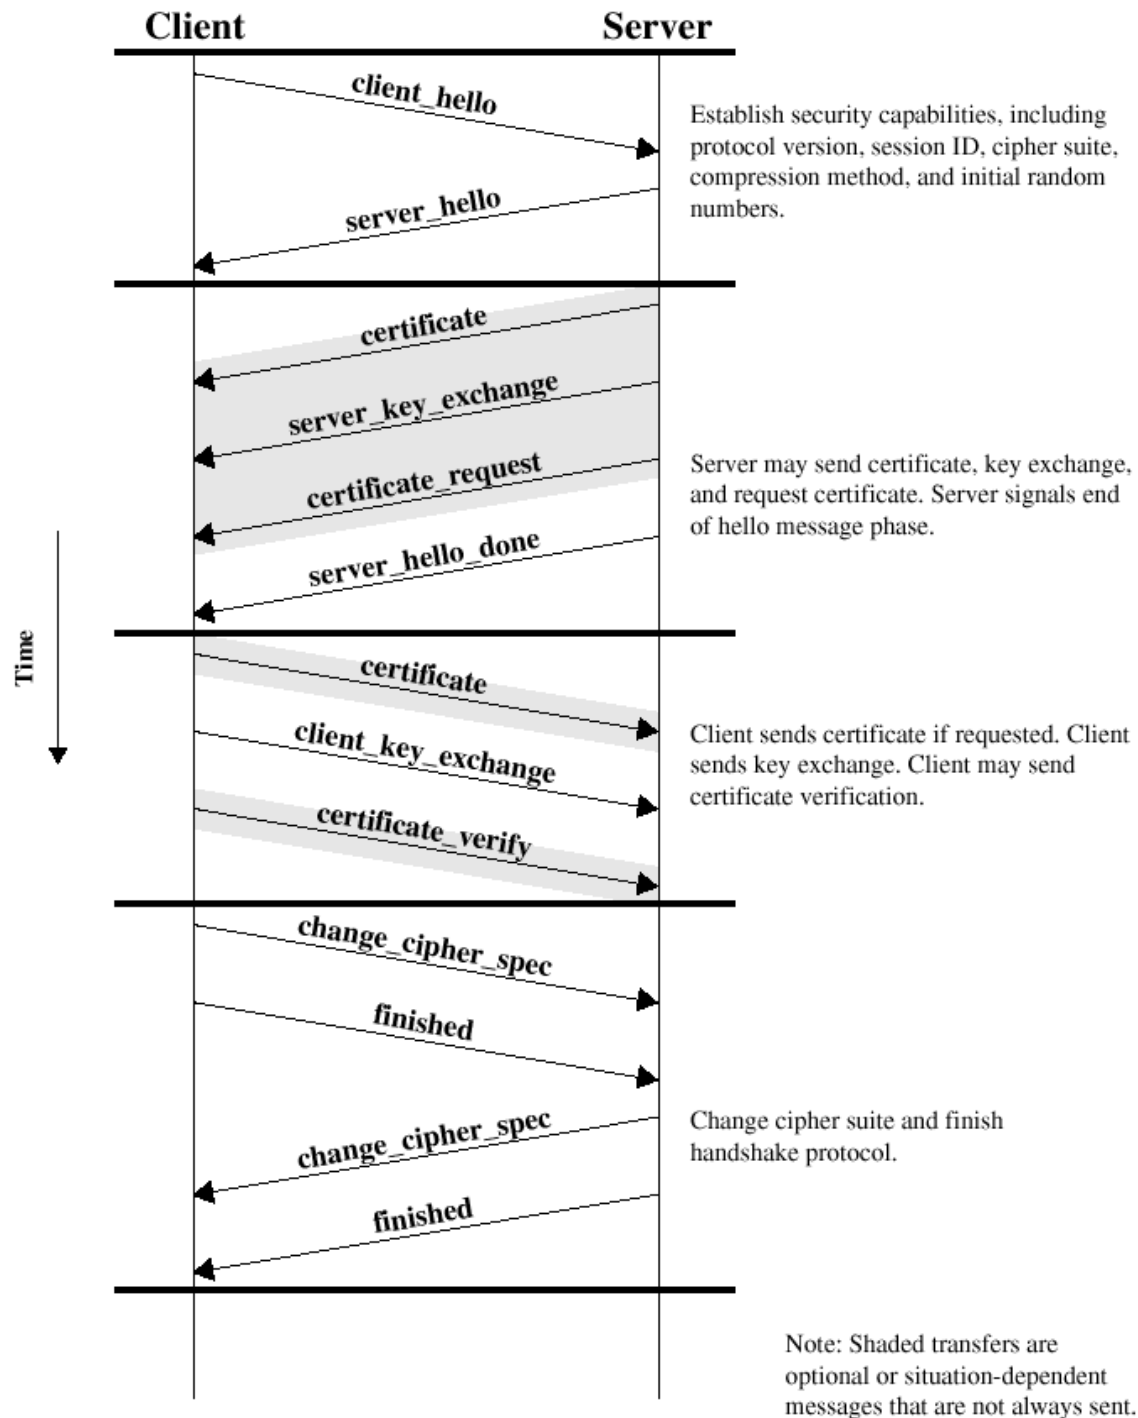 Client
Server
client_hello
Establish security capabilities, including
protocol version, session ID, cipher suite,
compression method, and initial random
numbers.
server_hello
certificate
server_key_exchange
certificate_request
Server may send certificate, key exchange,
and request certificate. Server signals end
of hello message phase.
server_hello_done
Time
certificate
client_key_exchange
Client sends certificate if requested. Client
sends key exchange. Client may send
certificate verification.
certificate_verify
change_cipher_spec
finished
change_cipher_spec
Change cipher suite and finish
handshake protocol.
finished
Note: Shaded transfers are
optional or situation-dependent
messages that are not always sent.